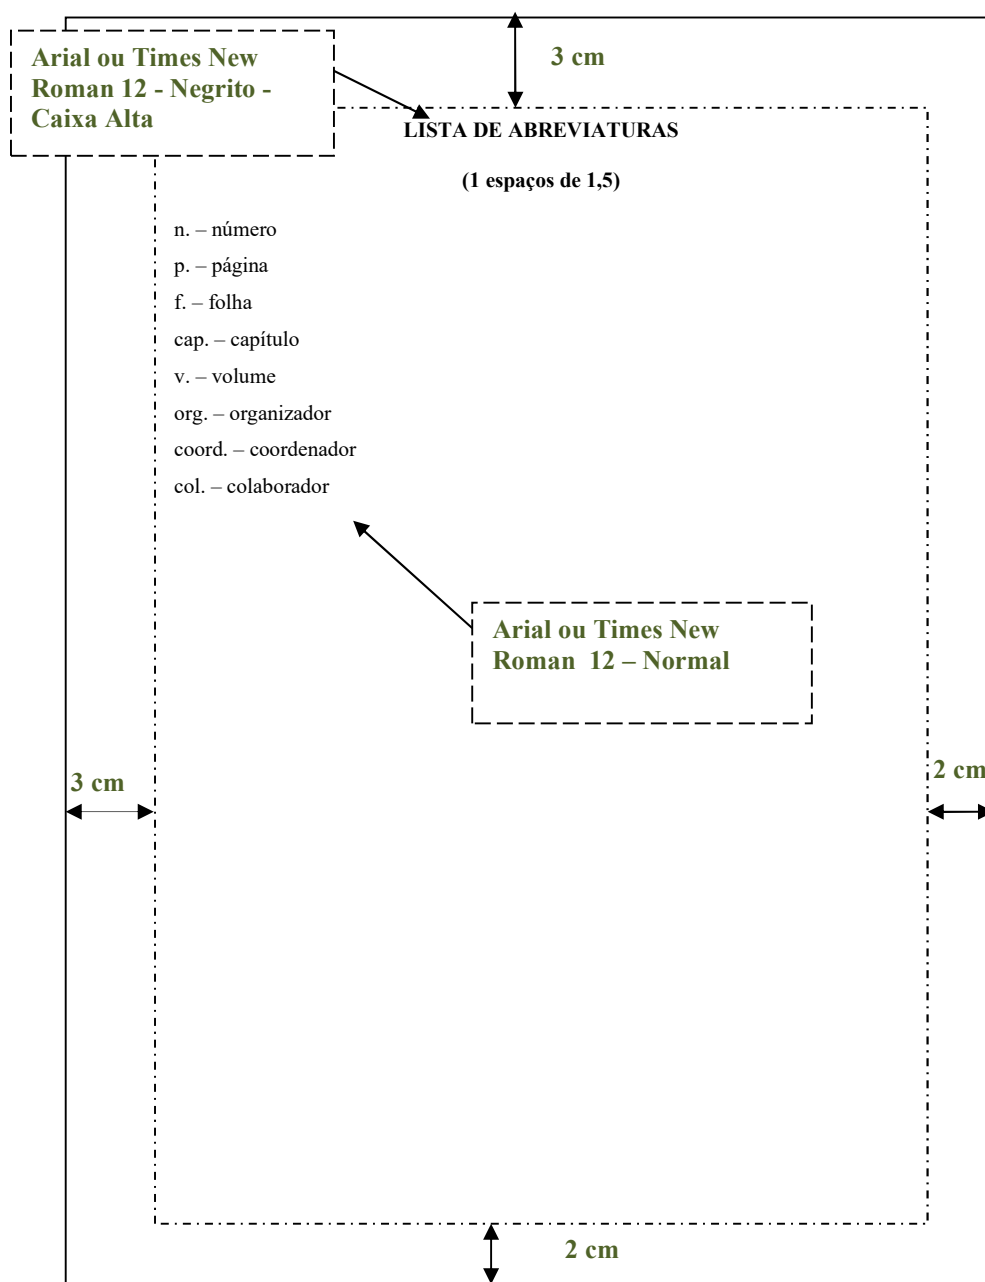 Arial ou Times New
Roman 12 - Negrito -
Caixa Alta
3 cm
LISTA DE ABREVIATURAS
(1 espaços de 1,5)
n. – número
p. – página
f. – folha
cap. – capítulo
v. – volume
org. – organizador
coord. – coordenador
col. – colaborador
Arial ou Times New
Roman  12 – Normal
3 cm
2 cm
2 cm